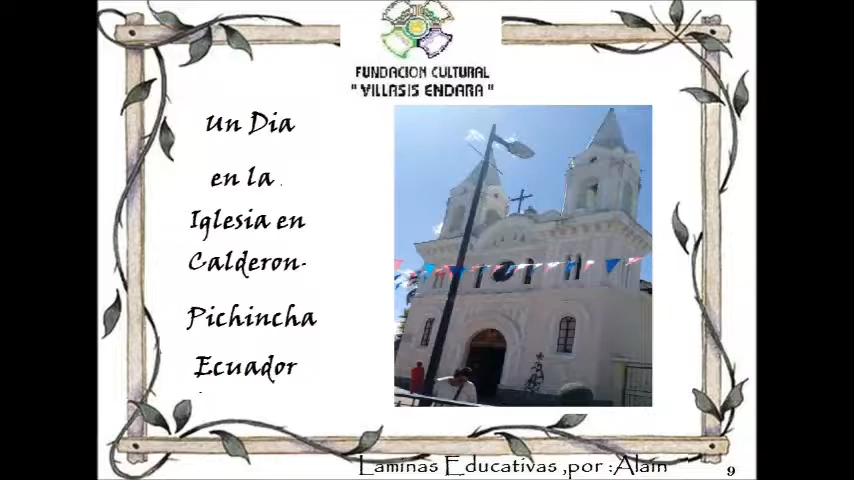 FUNDACION CULTURAL
" VILLASIS ENDARA "
Un Dia
en la .
Iglesia en
Calderon-
Pichincha
Ecuador
Laminas Educativas ,por :Alain
9